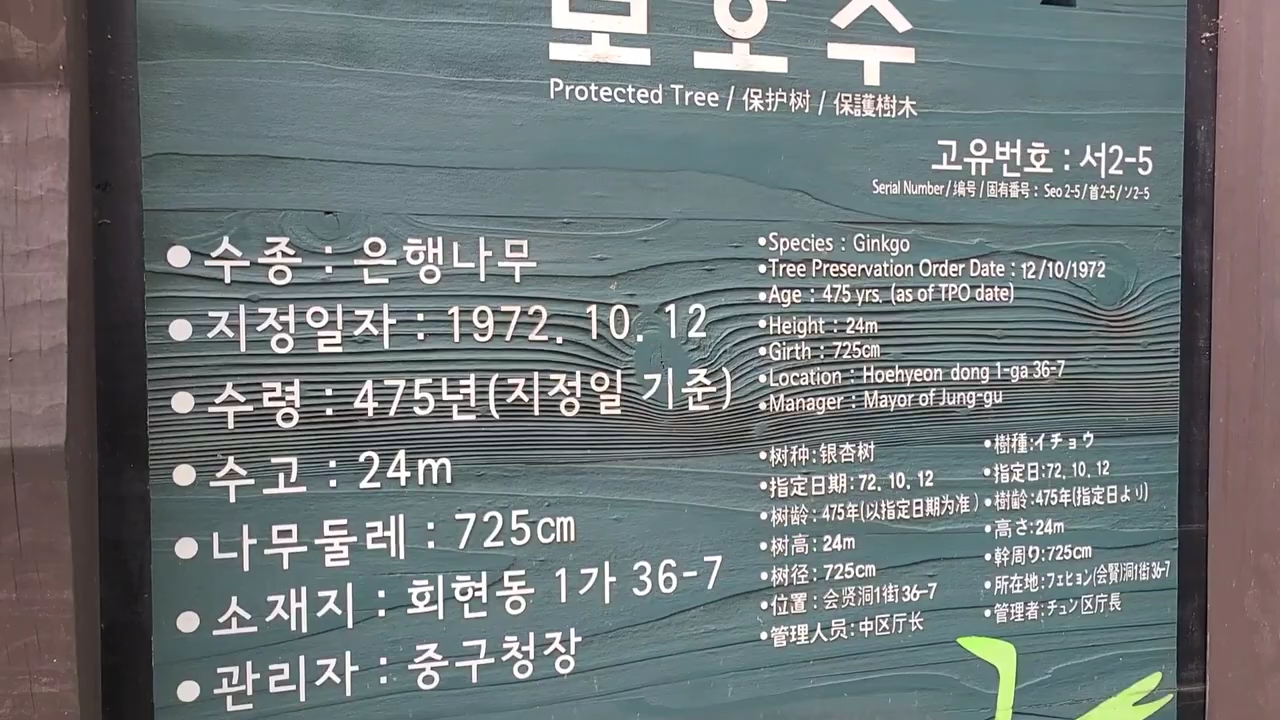 보호수
Protected Tree / 保护树 / 保護樹木
고유번호 : 서2-5
Serial Number / 编号 / 固有番号 : Seo 2-5 / 首2-5 / ソ2-5
● 수종 : 은행나무
● 지정일자 : 1972. 10. 12
● 수령 : 475년(지정일 기준)
● 수고 : 24m
● 나무둘레 : 725cm
● 소재지 : 회현동 1가 36-7
● 관리자 : 중구청장
•Species : Ginkgo
•Tree Preservation Order Date : 12/10/1972
•Age : 475 yrs. (as of TPO date)
•Height : 24m
•Girth : 725cm
•Location : Hoehyeon dong 1-ga 36-7
•Manager : Mayor of Jung-gu
•树种:银杏树
•指定日期: 72. 10. 12
•树龄 : 475年(以指定日期为准)
•树高: 24m
•树径: 725cm
•位置 : 会贤洞1街 36-7
•管理人员: 中区厅长
•樹種:イチョウ
•指定日:72. 10. 12
•樹齢 :475年(指定日より)
•高さ:24m
•幹周り:725cm
•所在地:フェヒョン(会賢)洞1街 36-7
•管理者:チュン区庁長